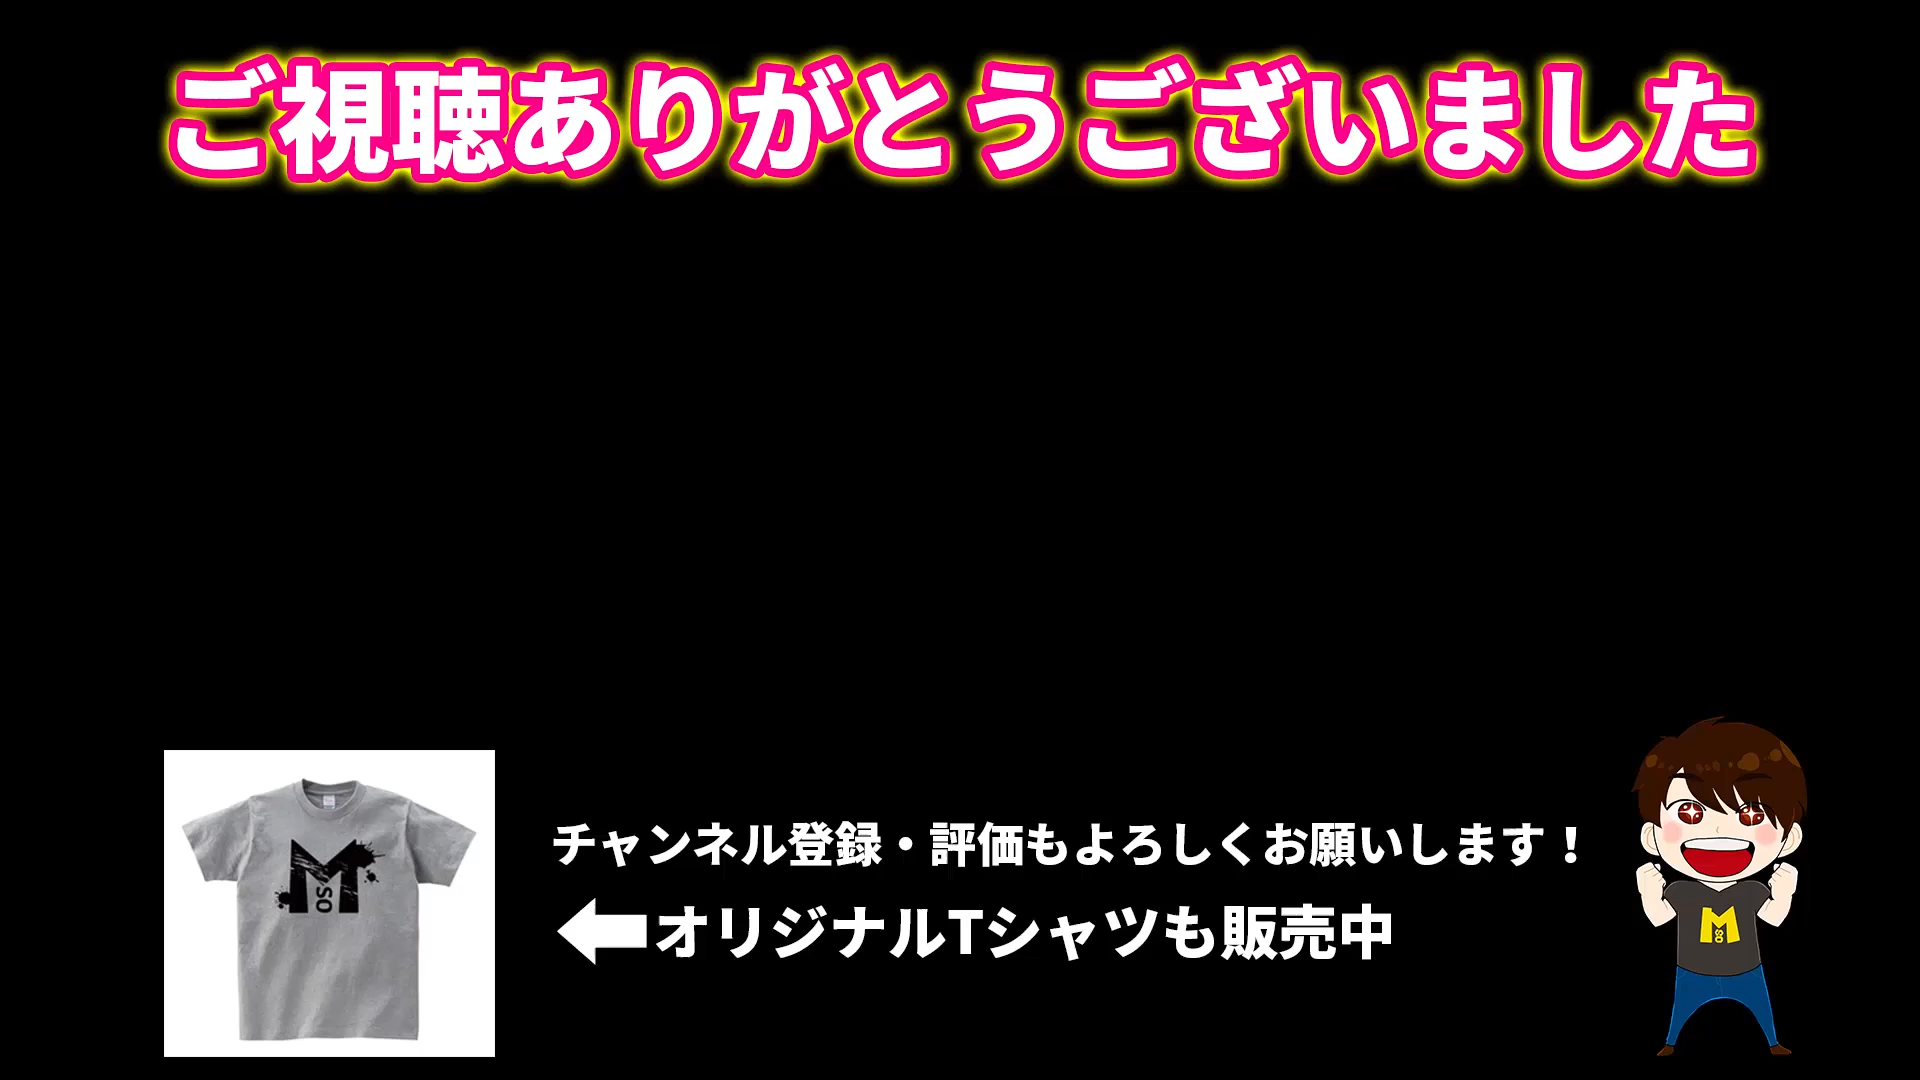 ご視聴ありがとうございました
チャンネル登録・評価もよろしくお願いします！
オリジナルTシャツも販売中
M
SO
M
SO